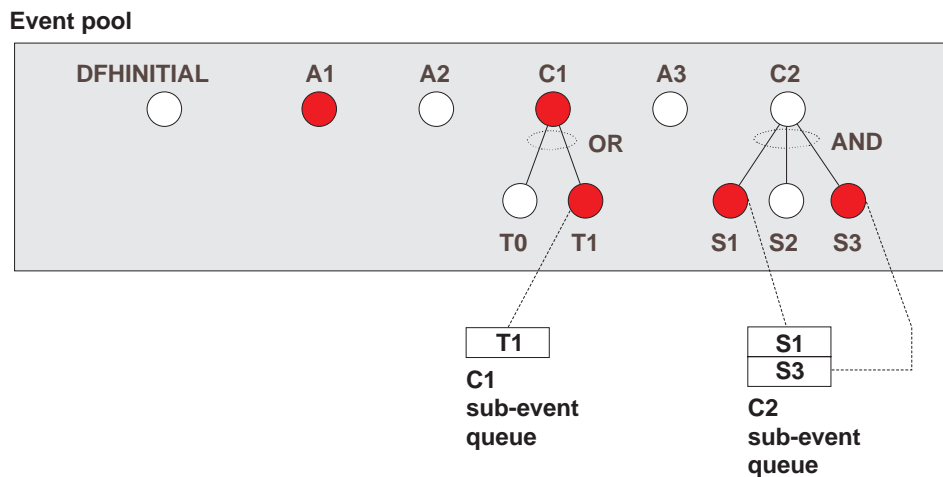 Event pool
DFHINITIAL A1 A2 C1 A3 C2
OR AND
T0 T1 S1 S2 S3
T1
C1
sub-event
queue
S1
S3
C2
sub-event
queue